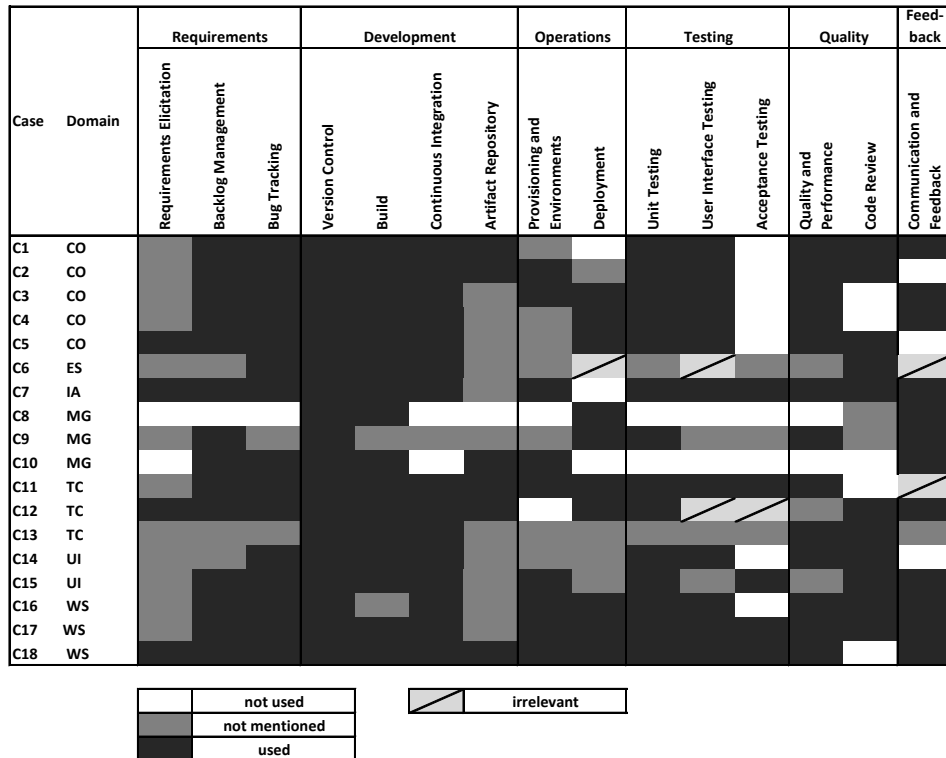 Requirements Development Operations Testing Quality Feed-
back
Case Domain Requirements Elicitation Backlog Management Bug Tracking Version Control Build Continuous Integration Artifact Repository Provisioning and Environments Deployment Unit Testing User Interface Testing Acceptance Testing Quality and Performance Code Review Communication and Feedback
C1 CO
C2 CO
C3 CO
C4 CO
C5 CO
C6 ES
C7 IA
C8 MG
C9 MG
C10 MG
C11 TC
C12 TC
C13 TC
C14 UI
C15 UI
C16 WS
C17 WS
C18 WS
not used irrelevant
not mentioned
used